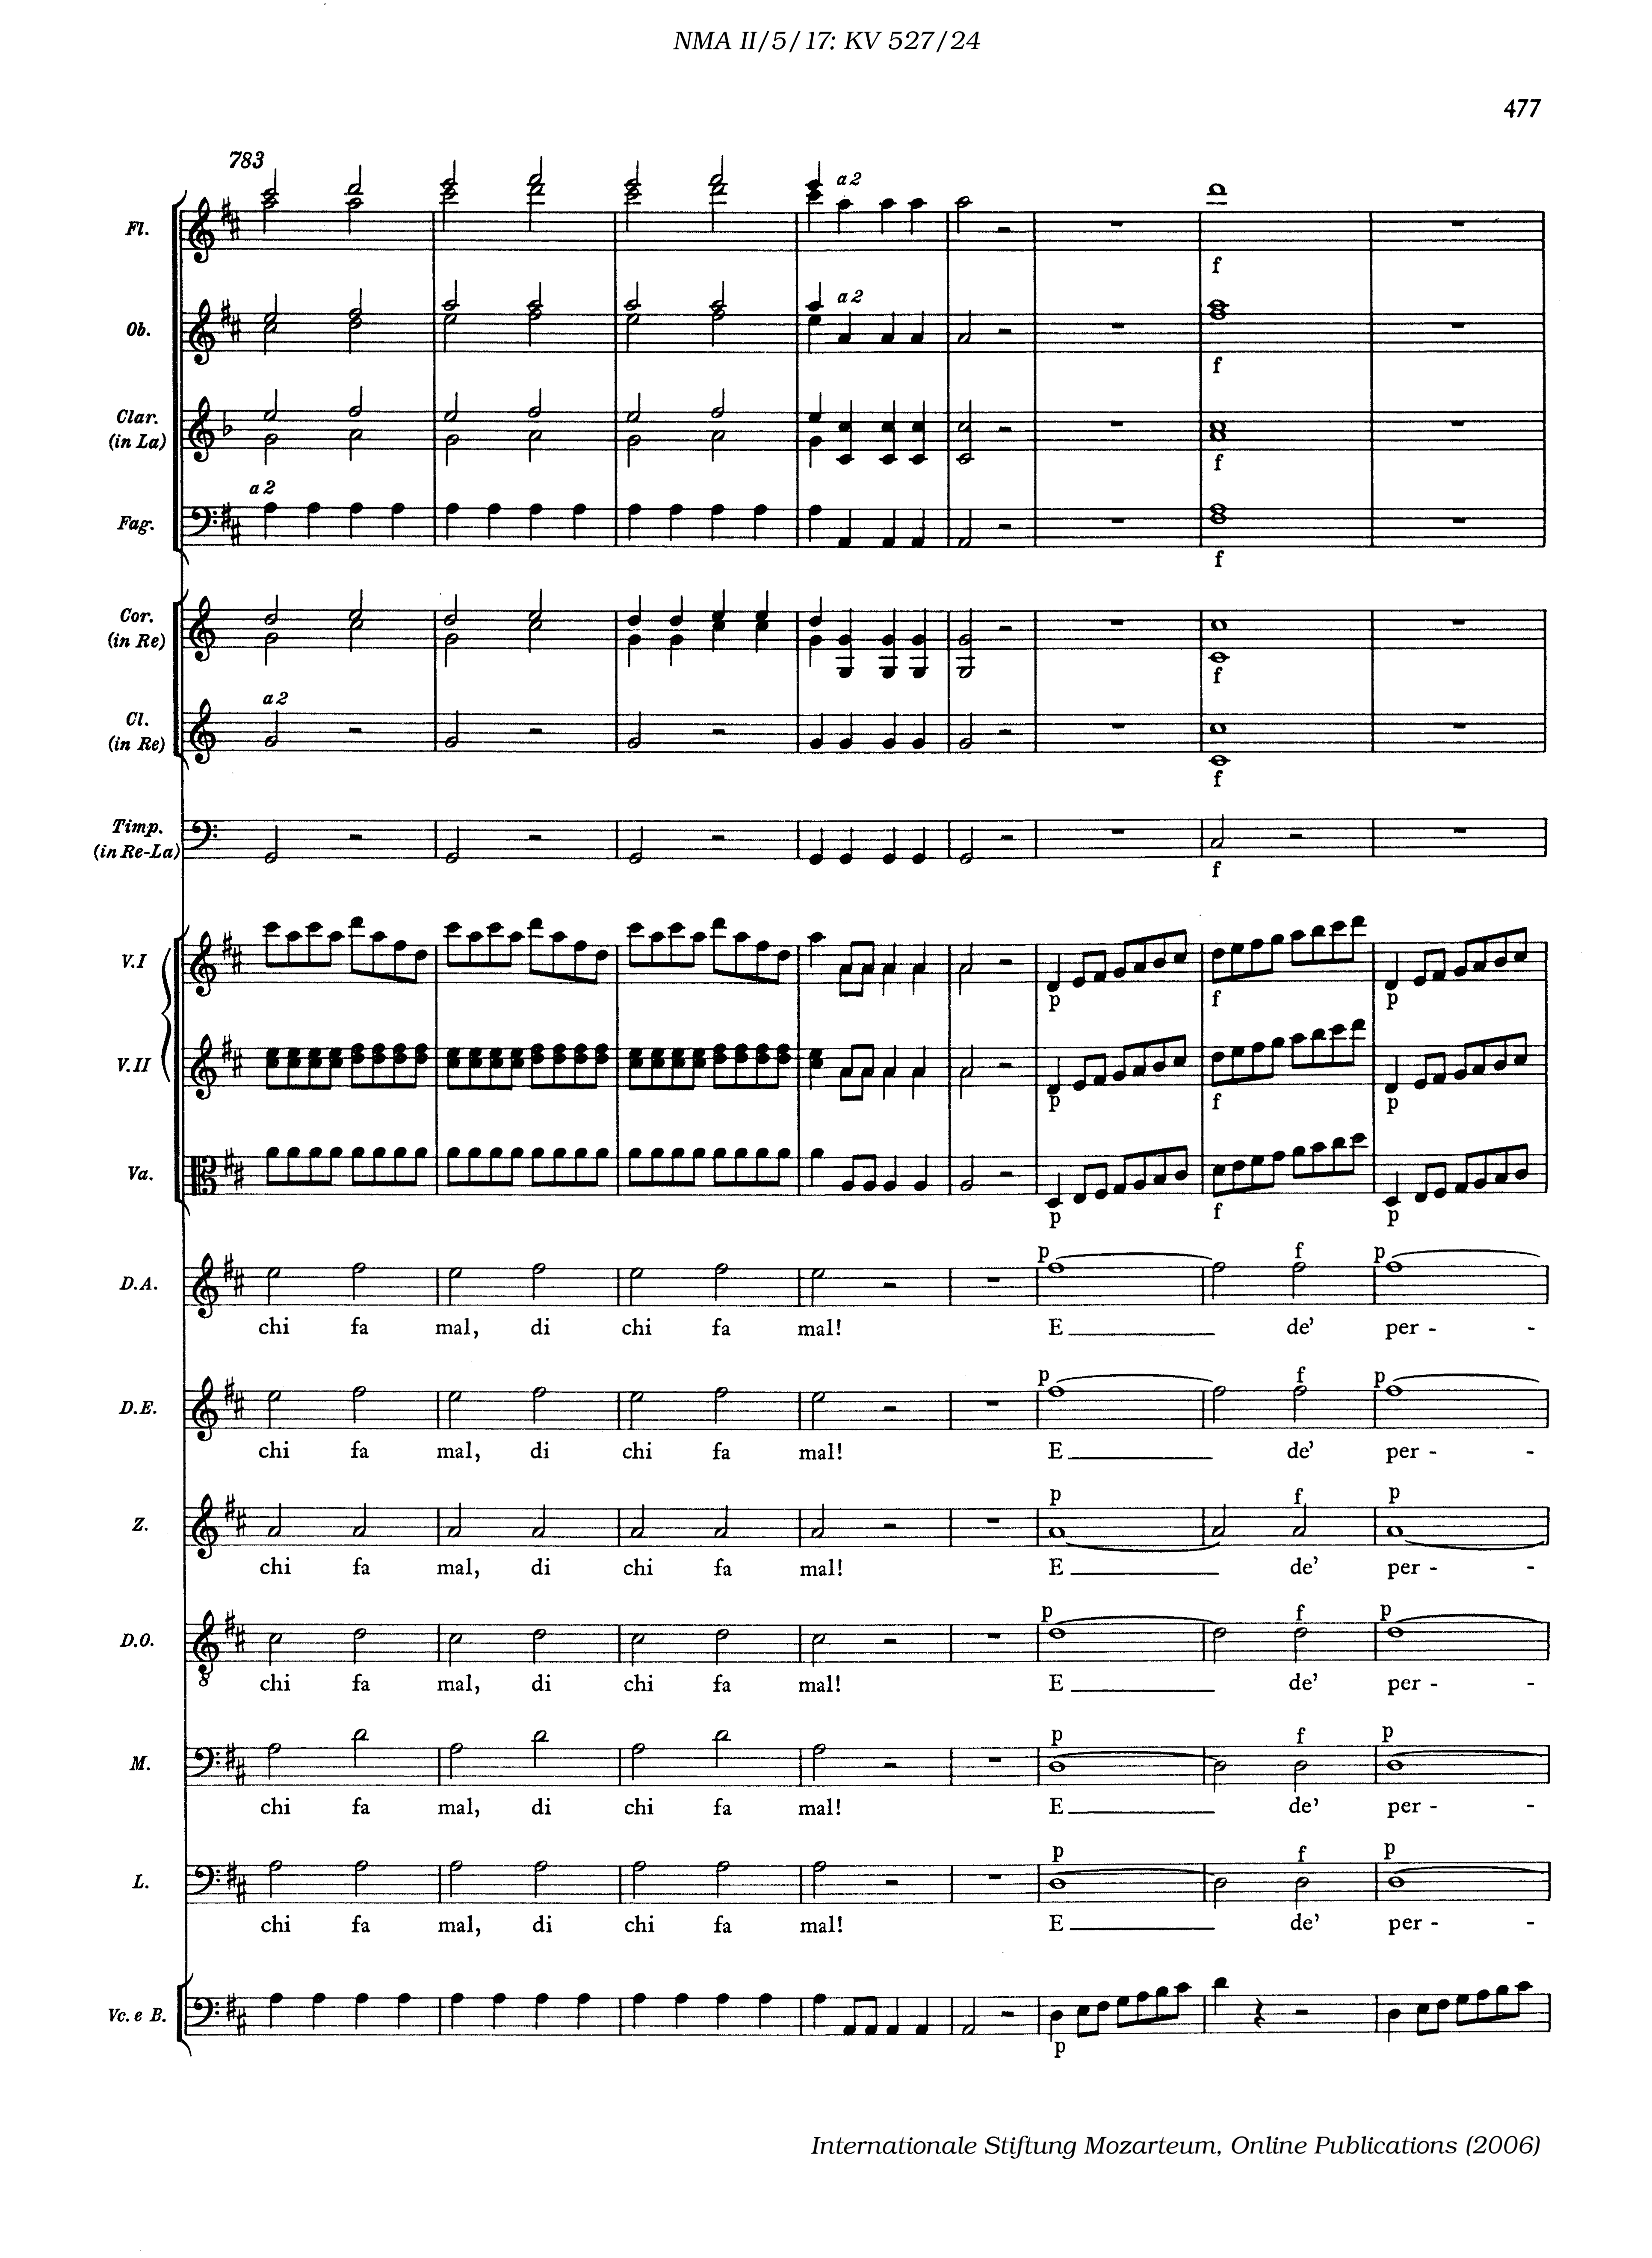 NMA II/5/17: KV 527/24
477
783
a 2
Fl.
f
a 2
Ob.
f
Clar.
(in La)
f
a 2
Fag.
f
Cor.
(in Re)
f
a 2
Cl.
(in Re)
f
Timp.
(in Re-La)
f
V.I
p f p
V.II
p f p
Va.
p f p
p f p
D.A.
chi fa mal, di chi fa mal! E de’ per - -
p f p
D.E.
chi fa mal, di chi fa mal! E de’ per - -
p f p
Z.
chi fa mal, di chi fa mal! E de’ per - -
p f p
D.O.
8
chi fa mal, di chi fa mal! E de’ per - -
p f p
M.
chi fa mal, di chi fa mal! E de’ per - -
p f p
L.
chi fa mal, di chi fa mal! E de’ per - -
Vc. e B.
p
Internationale Stiftung Mozarteum, Online Publications (2006)